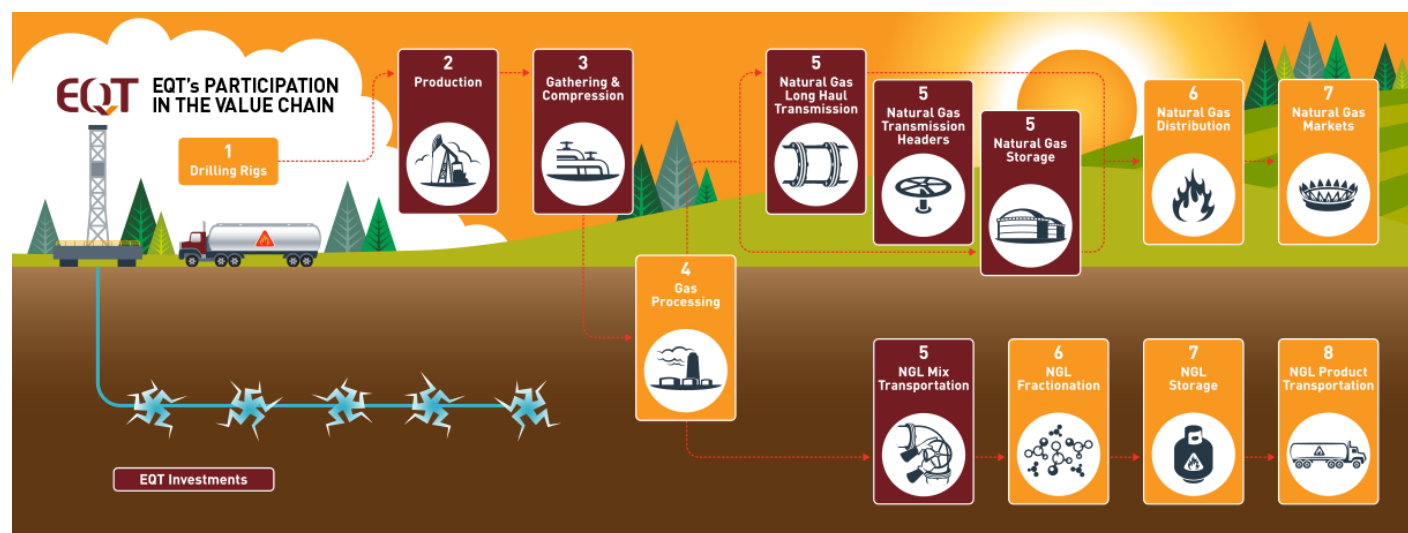 EQT
EQT's PARTICIPATION
IN THE VALUE CHAIN
1
Drilling Rigs
2
Production
3
Gathering &
Compression
4
Gas
Processing
5
Natural Gas
Long Haul
Transmission
5
Natural Gas
Transmission
Headers
5
Natural Gas
Storage
6
Natural Gas
Distribution
7
Natural Gas
Markets
5
NGL Mix
Transportation
6
NGL
Fractionation
7
NGL
Storage
8
NGL Product
Transportation
EQT Investments